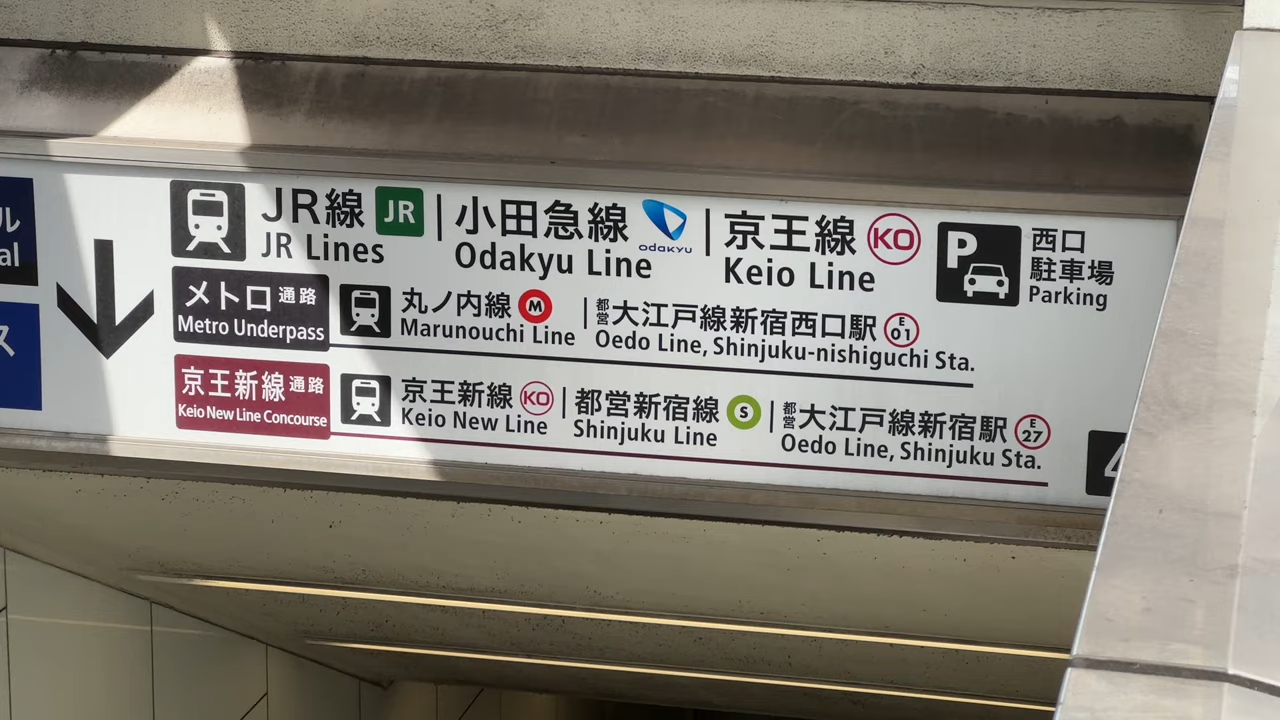 ル
al
ス
JR線 JR | 小田急線 ODAKYU | 京王線 KO
JR Lines Odakyu Line Keio Line
P 西口
駐車場
Parking
メトロ通路 丸ノ内線 M | 都営大江戸線新宿西口駅 E 01
Metro Underpass Marunouchi Line Oedo Line, Shinjuku-nishiguchi Sta.
京王新線通路 京王新線 KO | 都営新宿線 S | 都営大江戸線新宿駅 E 27
Keio New Line Concourse Keio New Line Shinjuku Line Oedo Line, Shinjuku Sta.